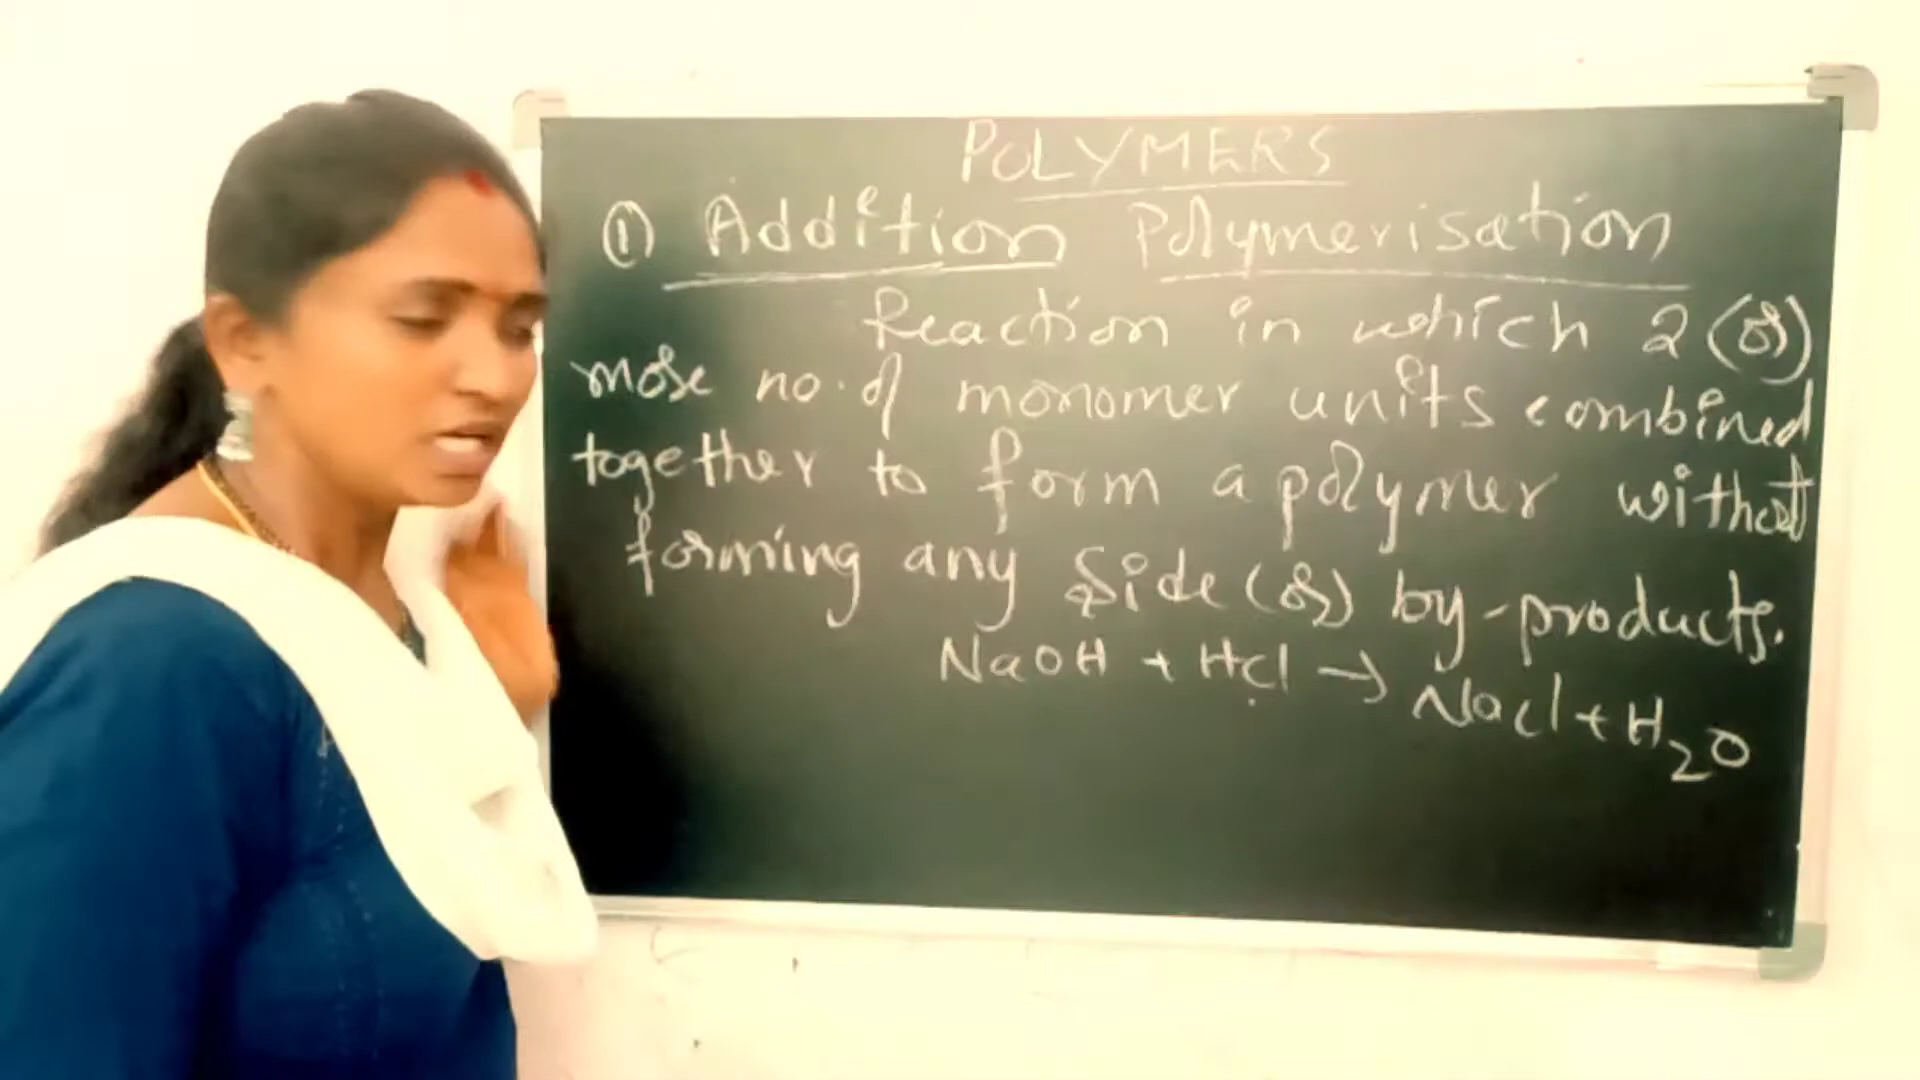 POLYMERS
① Addition Polymerisation
Reaction in which 2 (or)
more no. of monomer units combined
together to form a polymer without
forming any side (or) by-products.
NaOH + HCl → NaCl + H₂O